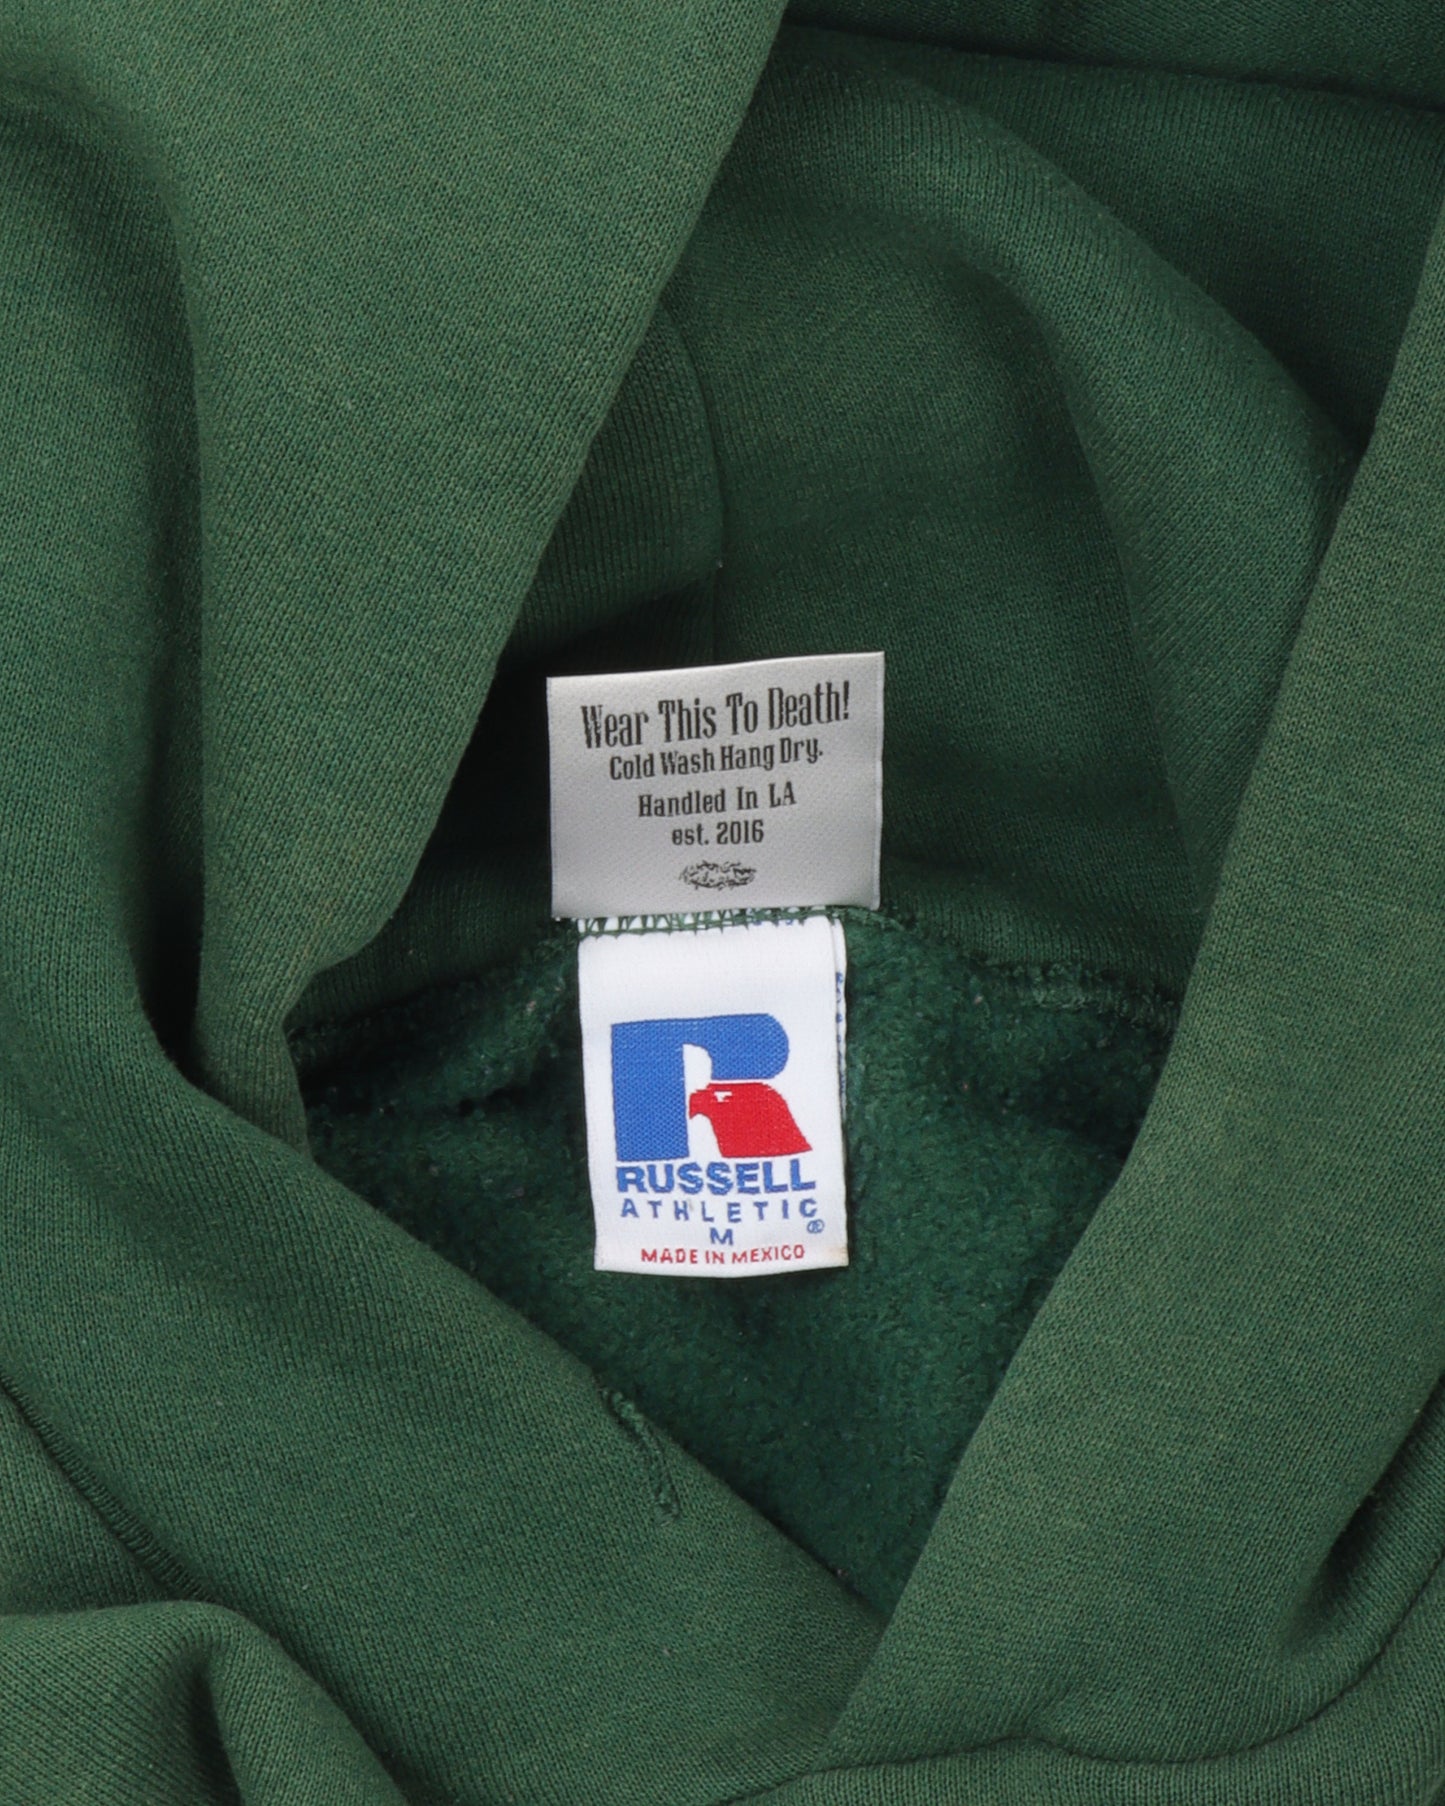 Wear This To Death!
Cold Wash Hang Dry.
Handled In LA
est. 2016
RUSSELL
ATHLETIC®
M
MADE IN MEXICO